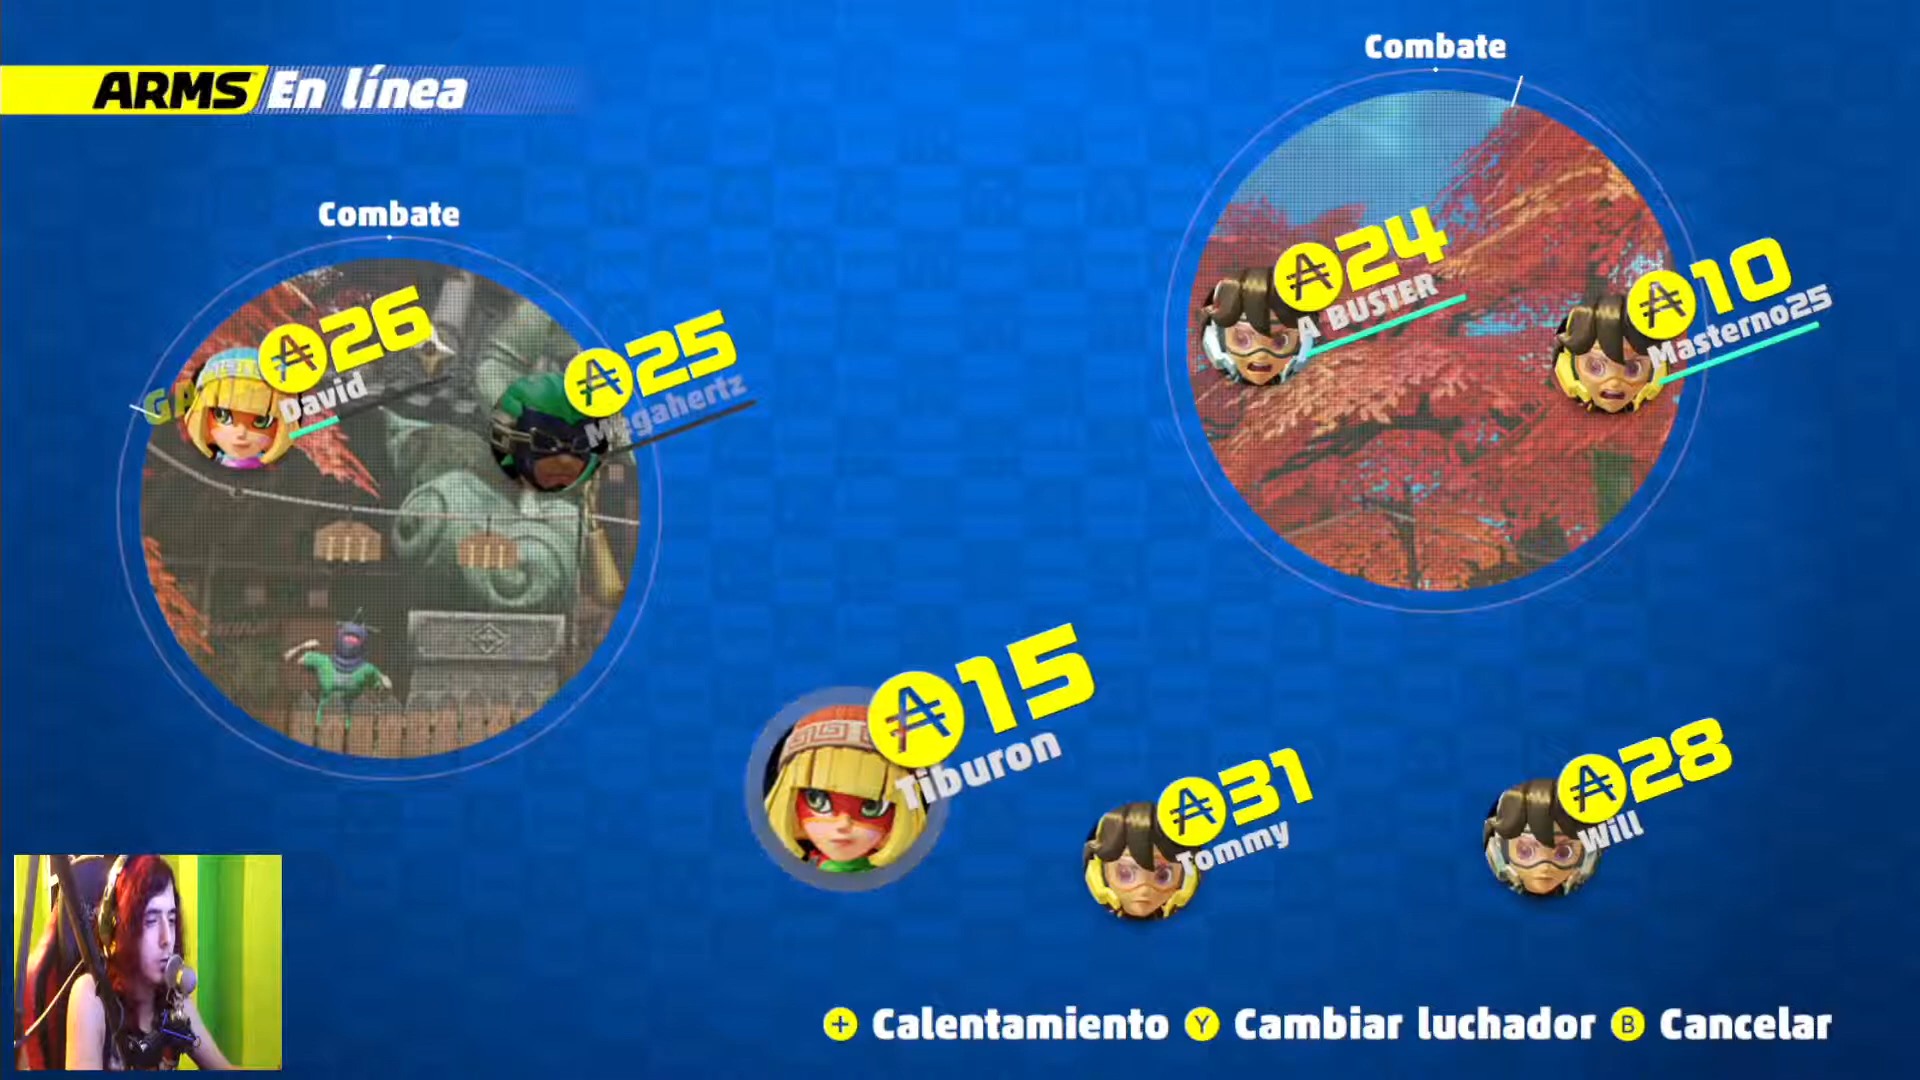 ARMS En línea
Combate
Combate
24
A BUSTER
10
Masterno25
26
David
25
Megahertz
15
Tiburon
31
Tommy
28
Will
+ Calentamiento Y Cambiar luchador B Cancelar